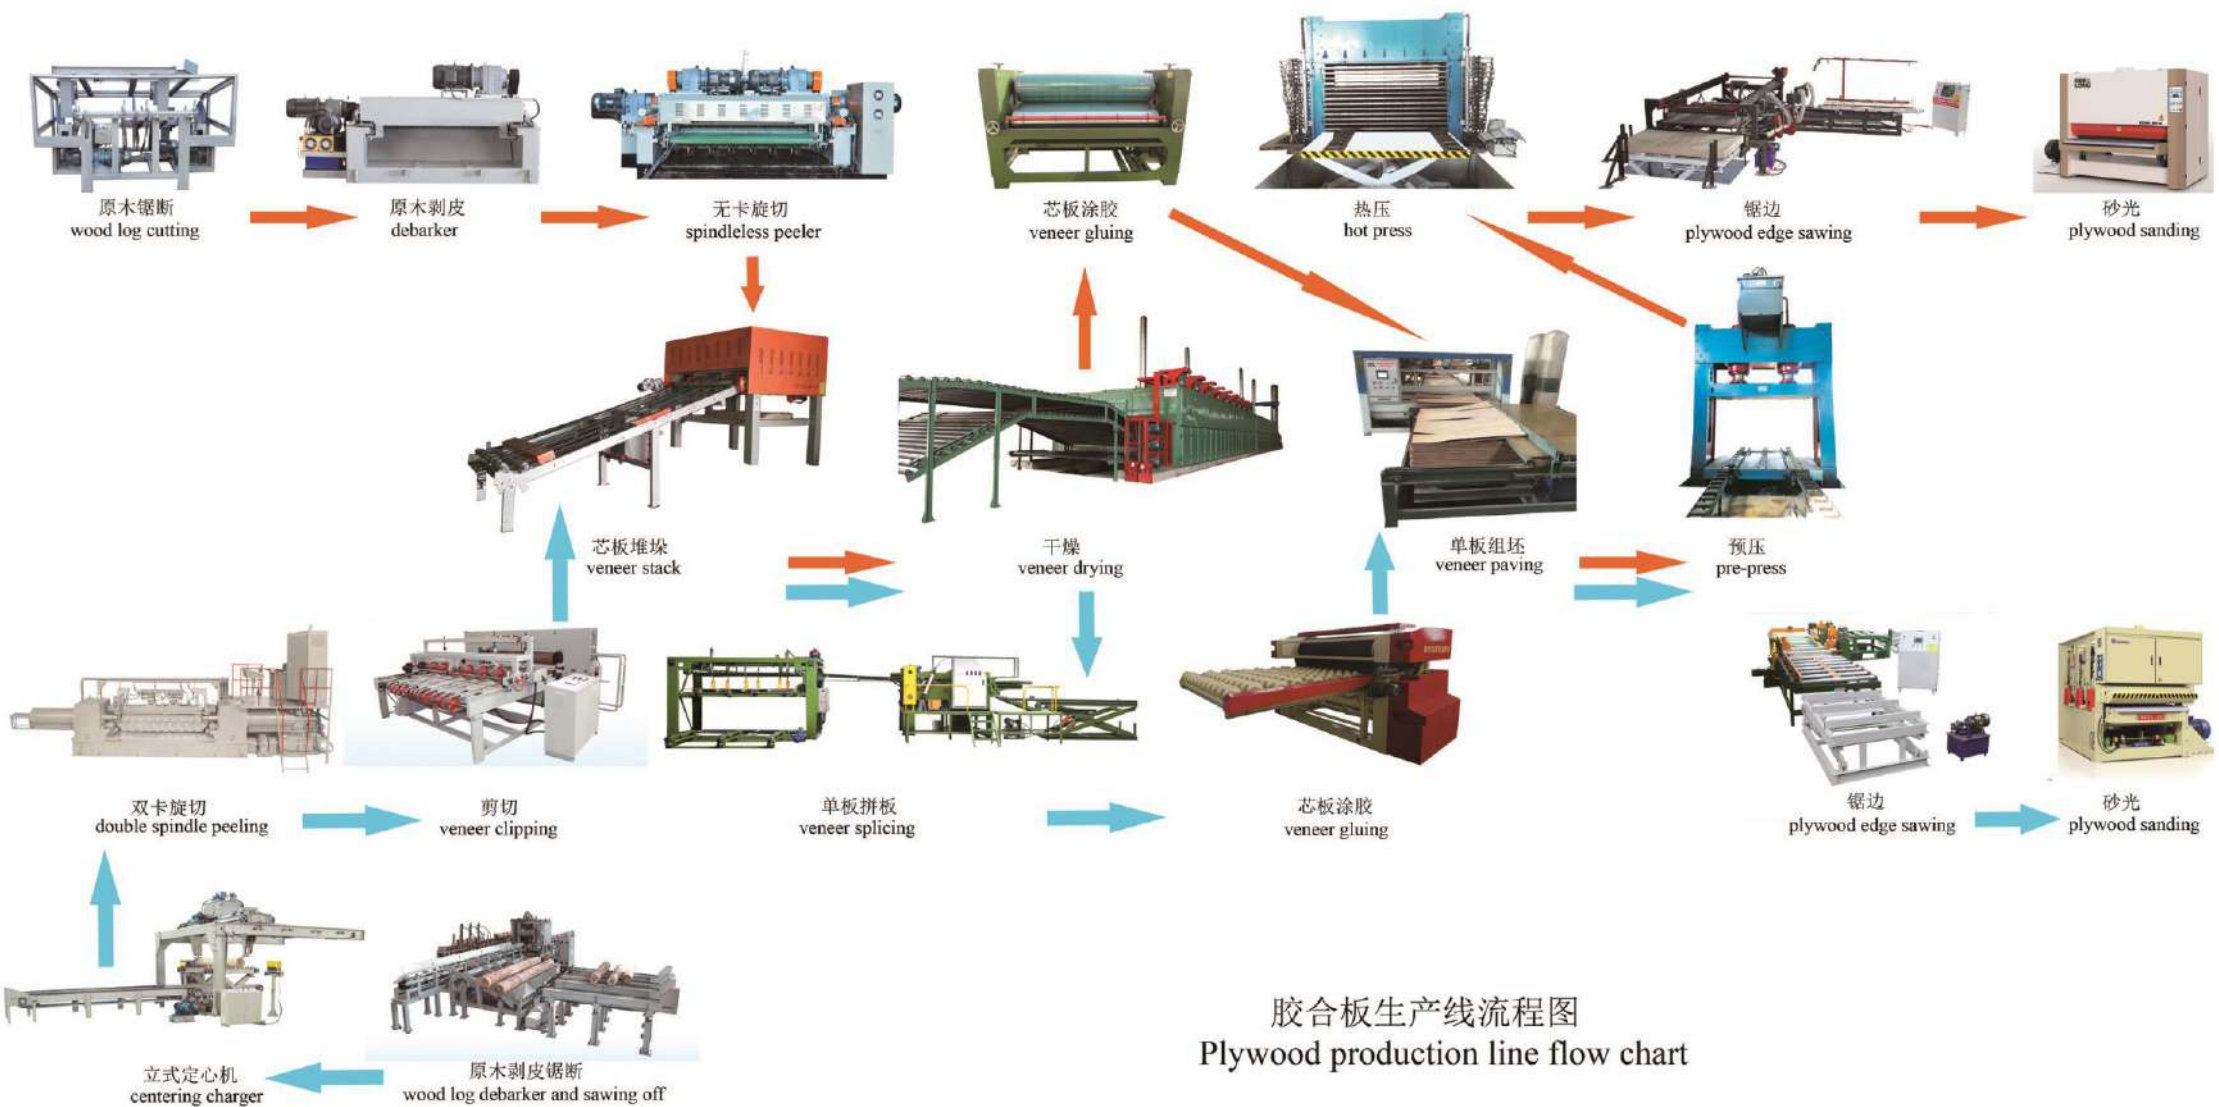 原木锯断
wood log cutting
原木剥皮
debarker
无卡旋切
spindleless peeler
芯板涂胶
veneer gluing
热压
hot press
锯边
plywood edge sawing
砂光
plywood sanding
芯板堆垛
veneer stack
干燥
veneer drying
单板组坯
veneer paving
预压
pre-press
双卡旋切
double spindle peeling
剪切
veneer clipping
单板拼板
veneer splicing
芯板涂胶
veneer gluing
锯边
plywood edge sawing
砂光
plywood sanding
立式定心机
centering charger
原木剥皮锯断
wood log debarker and sawing off
胶合板生产线流程图
Plywood production line flow chart